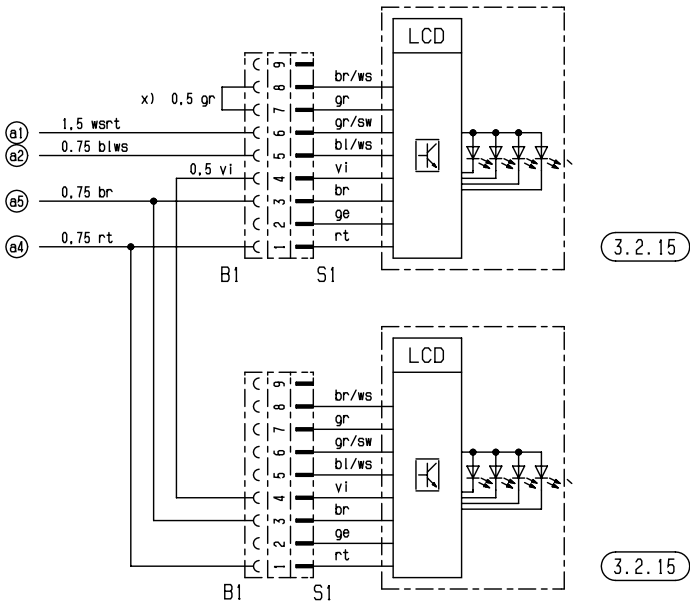 LCD
9
br/ws
8
x) 0,5 gr
gr
7
a1 1,5 wsrt
gr/sw
6
a2 0.75 blws
bl/ws
5
0,5 vi
vi
4
a5 0,75 br
br
3
ge
2
a4 0,75 rt
rt
1
3.2.15
B1 S1
LCD
9
br/ws
8
gr
7
gr/sw
6
bl/ws
5
vi
4
br
3
ge
2
rt
1
3.2.15
B1 S1